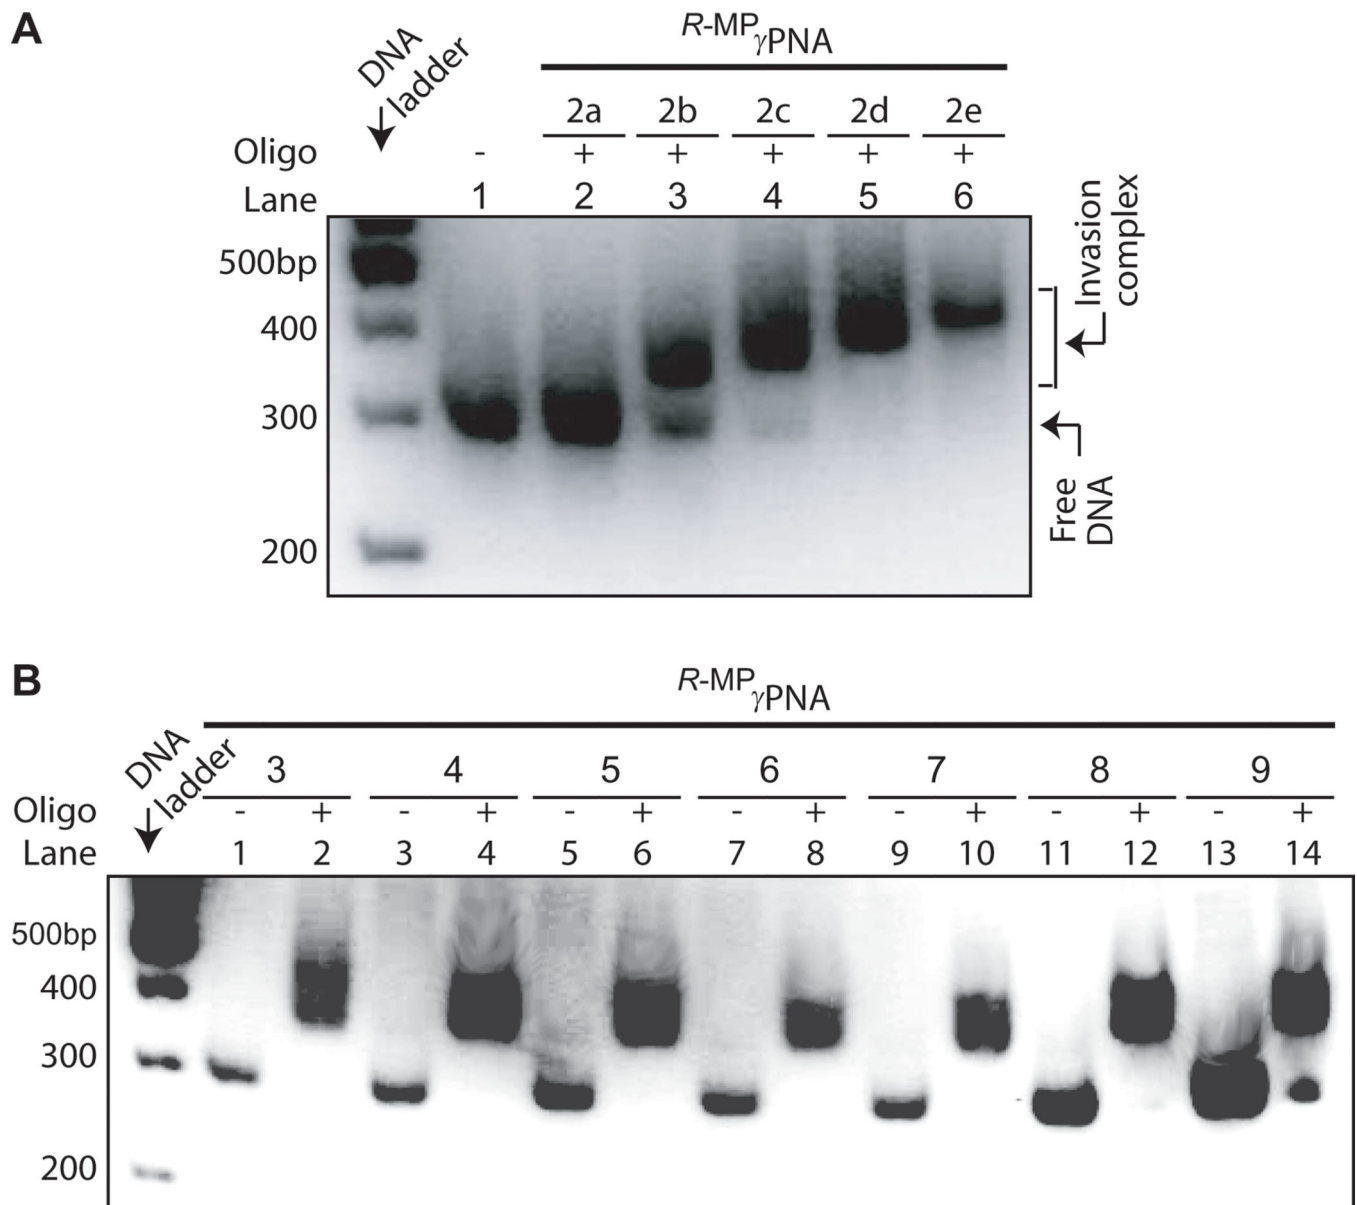 A
R-MPγPNA
DNA ladder
2a 2b 2c 2d 2e
Oligo - + + + + +
Lane 1 2 3 4 5 6
500bp
400
300
200
Invasion complex
Free DNA
B
R-MPγPNA
DNA ladder
3 4 5 6 7 8 9
Oligo - + - + - + - + - + - + - +
Lane 1 2 3 4 5 6 7 8 9 10 11 12 13 14
500bp
400
300
200